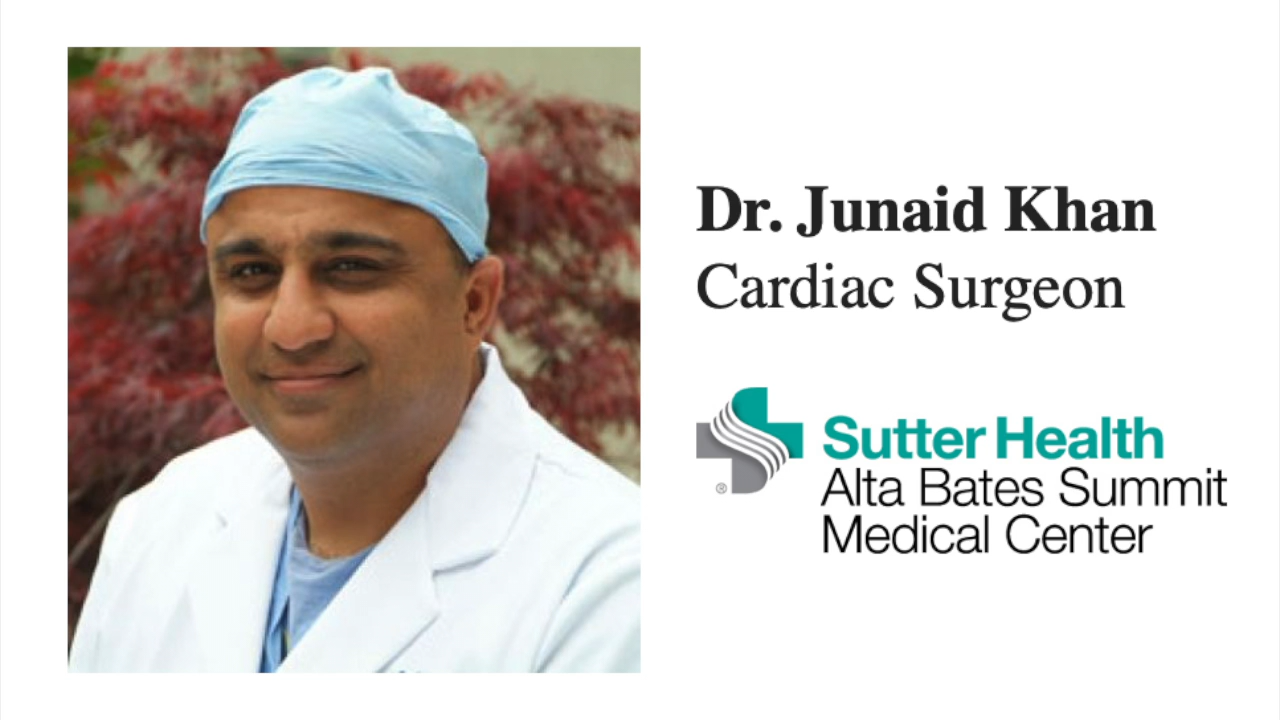 Dr. Junaid Khan
Cardiac Surgeon
Sutter Health
Alta Bates Summit
Medical Center
®